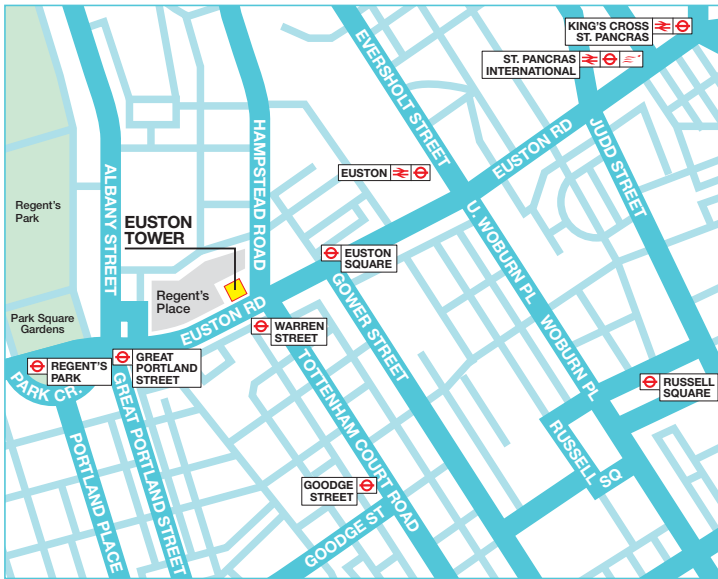 KING'S CROSS
ST. PANCRAS
ST. PANCRAS
INTERNATIONAL
EVERSHOLT STREET
EUSTON RD
JUDD STREET
HAMPSTEAD ROAD
ALBANY STREET
EUSTON
Regent's
Park
EUSTON
TOWER
U. WOBURN PL
EUSTON
SQUARE
Regent's
Place
Park Square
Gardens
EUSTON RD
GOWER STREET
WARREN
STREET
WOBURN PL
REGENT'S
PARK
GREAT
PORTLAND
STREET
PARK CR.
RUSSELL
SQUARE
TOTTENHAM COURT ROAD
GREAT PORTLAND STREET
PORTLAND PLACE
RUSSELL SQ
GOODGE
STREET
GOODGE ST